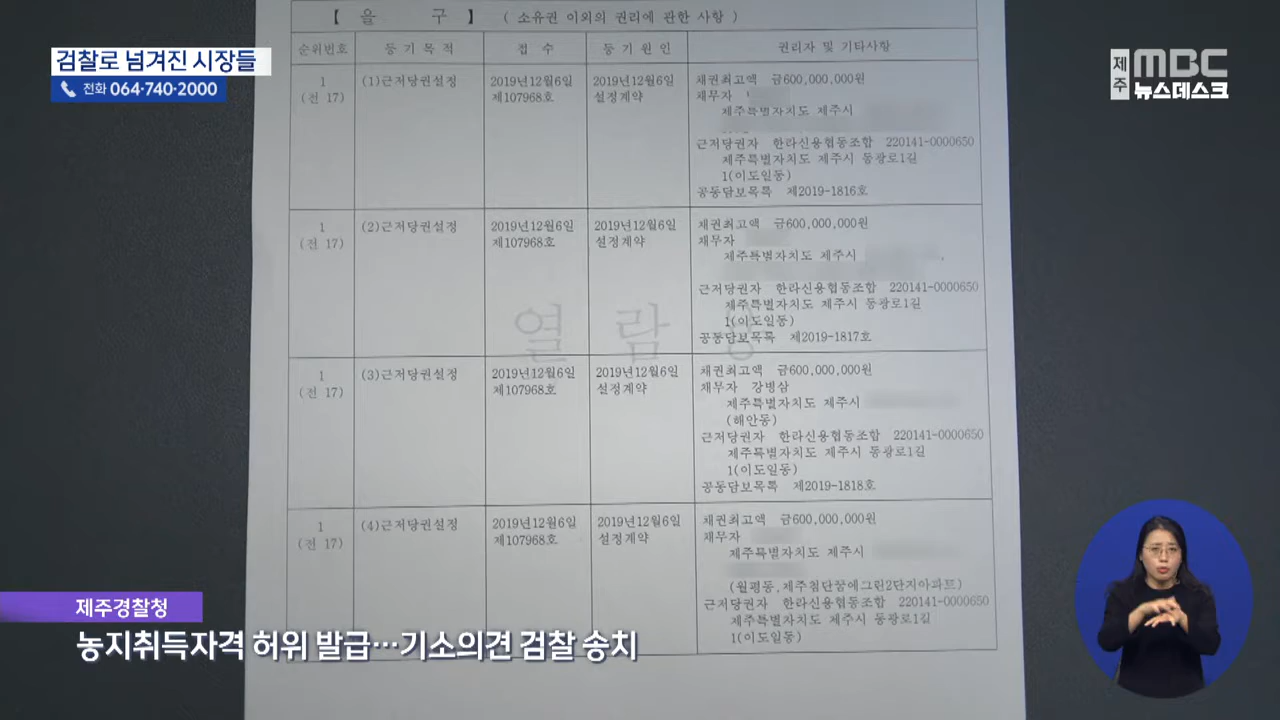 검찰로 넘겨진 시장들
전화 064·740·2000
제주 MBC
뉴스데스크
【 을 구 】 ( 소유권 이외의 권리에 관한 사항 )
순위번호 등 기 목 적 접 수 등 기 원 인 권리자 및 기타사항
1 (1)근저당권설정 2019년12월6일 2019년12월6일 채권최고액 금600,000,000원
(전 17) 제107968호 설정계약 채무자
제주특별자치도 제주시
근저당권자 한라신용협동조합 220141-0000650
제주특별자치도 제주시 동광로1길
1(이도일동)
공동담보목록 제2019-1816호
1 (2)근저당권설정 2019년12월6일 2019년12월6일 채권최고액 금600,000,000원
(전 17) 제107968호 설정계약 채무자
제주특별자치도 제주시
근저당권자 한라신용협동조합 220141-0000650
제주특별자치도 제주시 동광로1길
1(이도일동)
공동담보목록 제2019-1817호
열 람 용
1 (3)근저당권설정 2019년12월6일 2019년12월6일 채권최고액 금600,000,000원
(전 17) 제107968호 설정계약 채무자 강병삼
제주특별자치도 제주시
(해안동)
근저당권자 한라신용협동조합 220141-0000650
제주특별자치도 제주시 동광로1길
1(이도일동)
공동담보목록 제2019-1818호
1 (4)근저당권설정 2019년12월6일 2019년12월6일 채권최고액 금600,000,000원
(전 17) 제107968호 설정계약 채무자
제주특별자치도 제주시
(월평동,제주첨단꿈에그린2단지아파트)
근저당권자 한라신용협동조합 220141-0000650
제주특별자치도 제주시 동광로1길
1(이도일동)
제주경찰청
농지취득자격 허위 발급…기소의견 검찰 송치